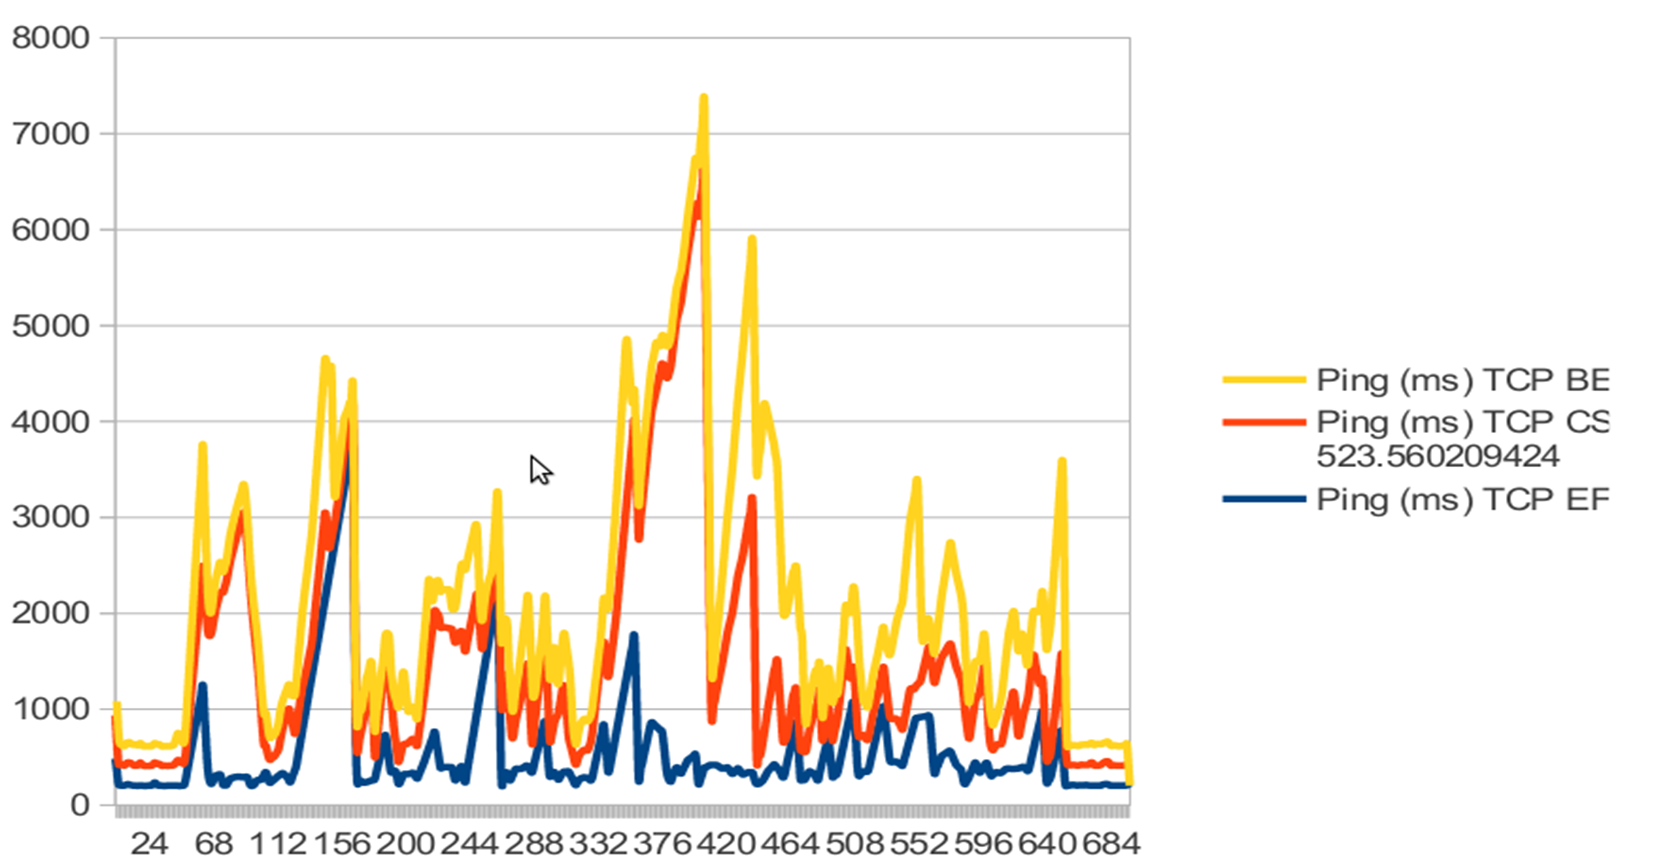 8000
7000
6000
5000
4000
3000
2000
1000
0
24 68 112 156 200 244 288 332 376 420 464 508 552 596 640 684
Ping (ms) TCP BE
Ping (ms) TCP CS
523.560209424
Ping (ms) TCP EF